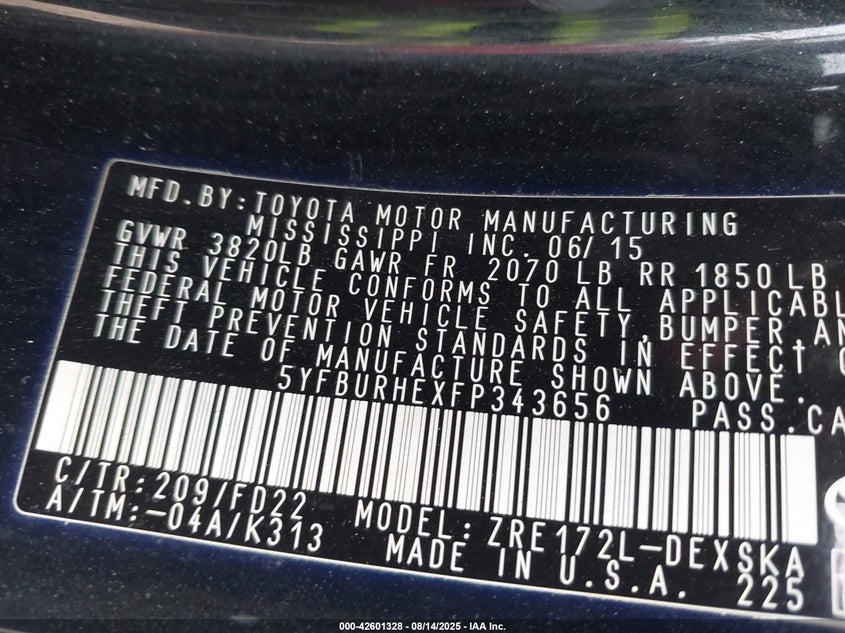 MFD.BY:TOYOTA MOTOR MANUFACTURING
MISSISSIPPI INC. 06/15
GVWR 3820LB GAWR FR 2070 LB RR 1850 LB
THIS VEHICLE CONFORMS TO ALL APPLICABL
FEDERAL MOTOR VEHICLE SAFETY,BUMPER,AN
THEFT PREVENTION STANDARDS IN EFFECT O
THE DATE OF MANUFACTURE SHOWN ABOVE.
5YFBURHEXFP343656 PASS.CA
C/TR:209/FD22 MODEL:ZRE172L-DEXSKA
A/TM:-04A/K313 MADE IN U.S.A. 225
000-42601328 - 08/14/2025 - IAA Inc.